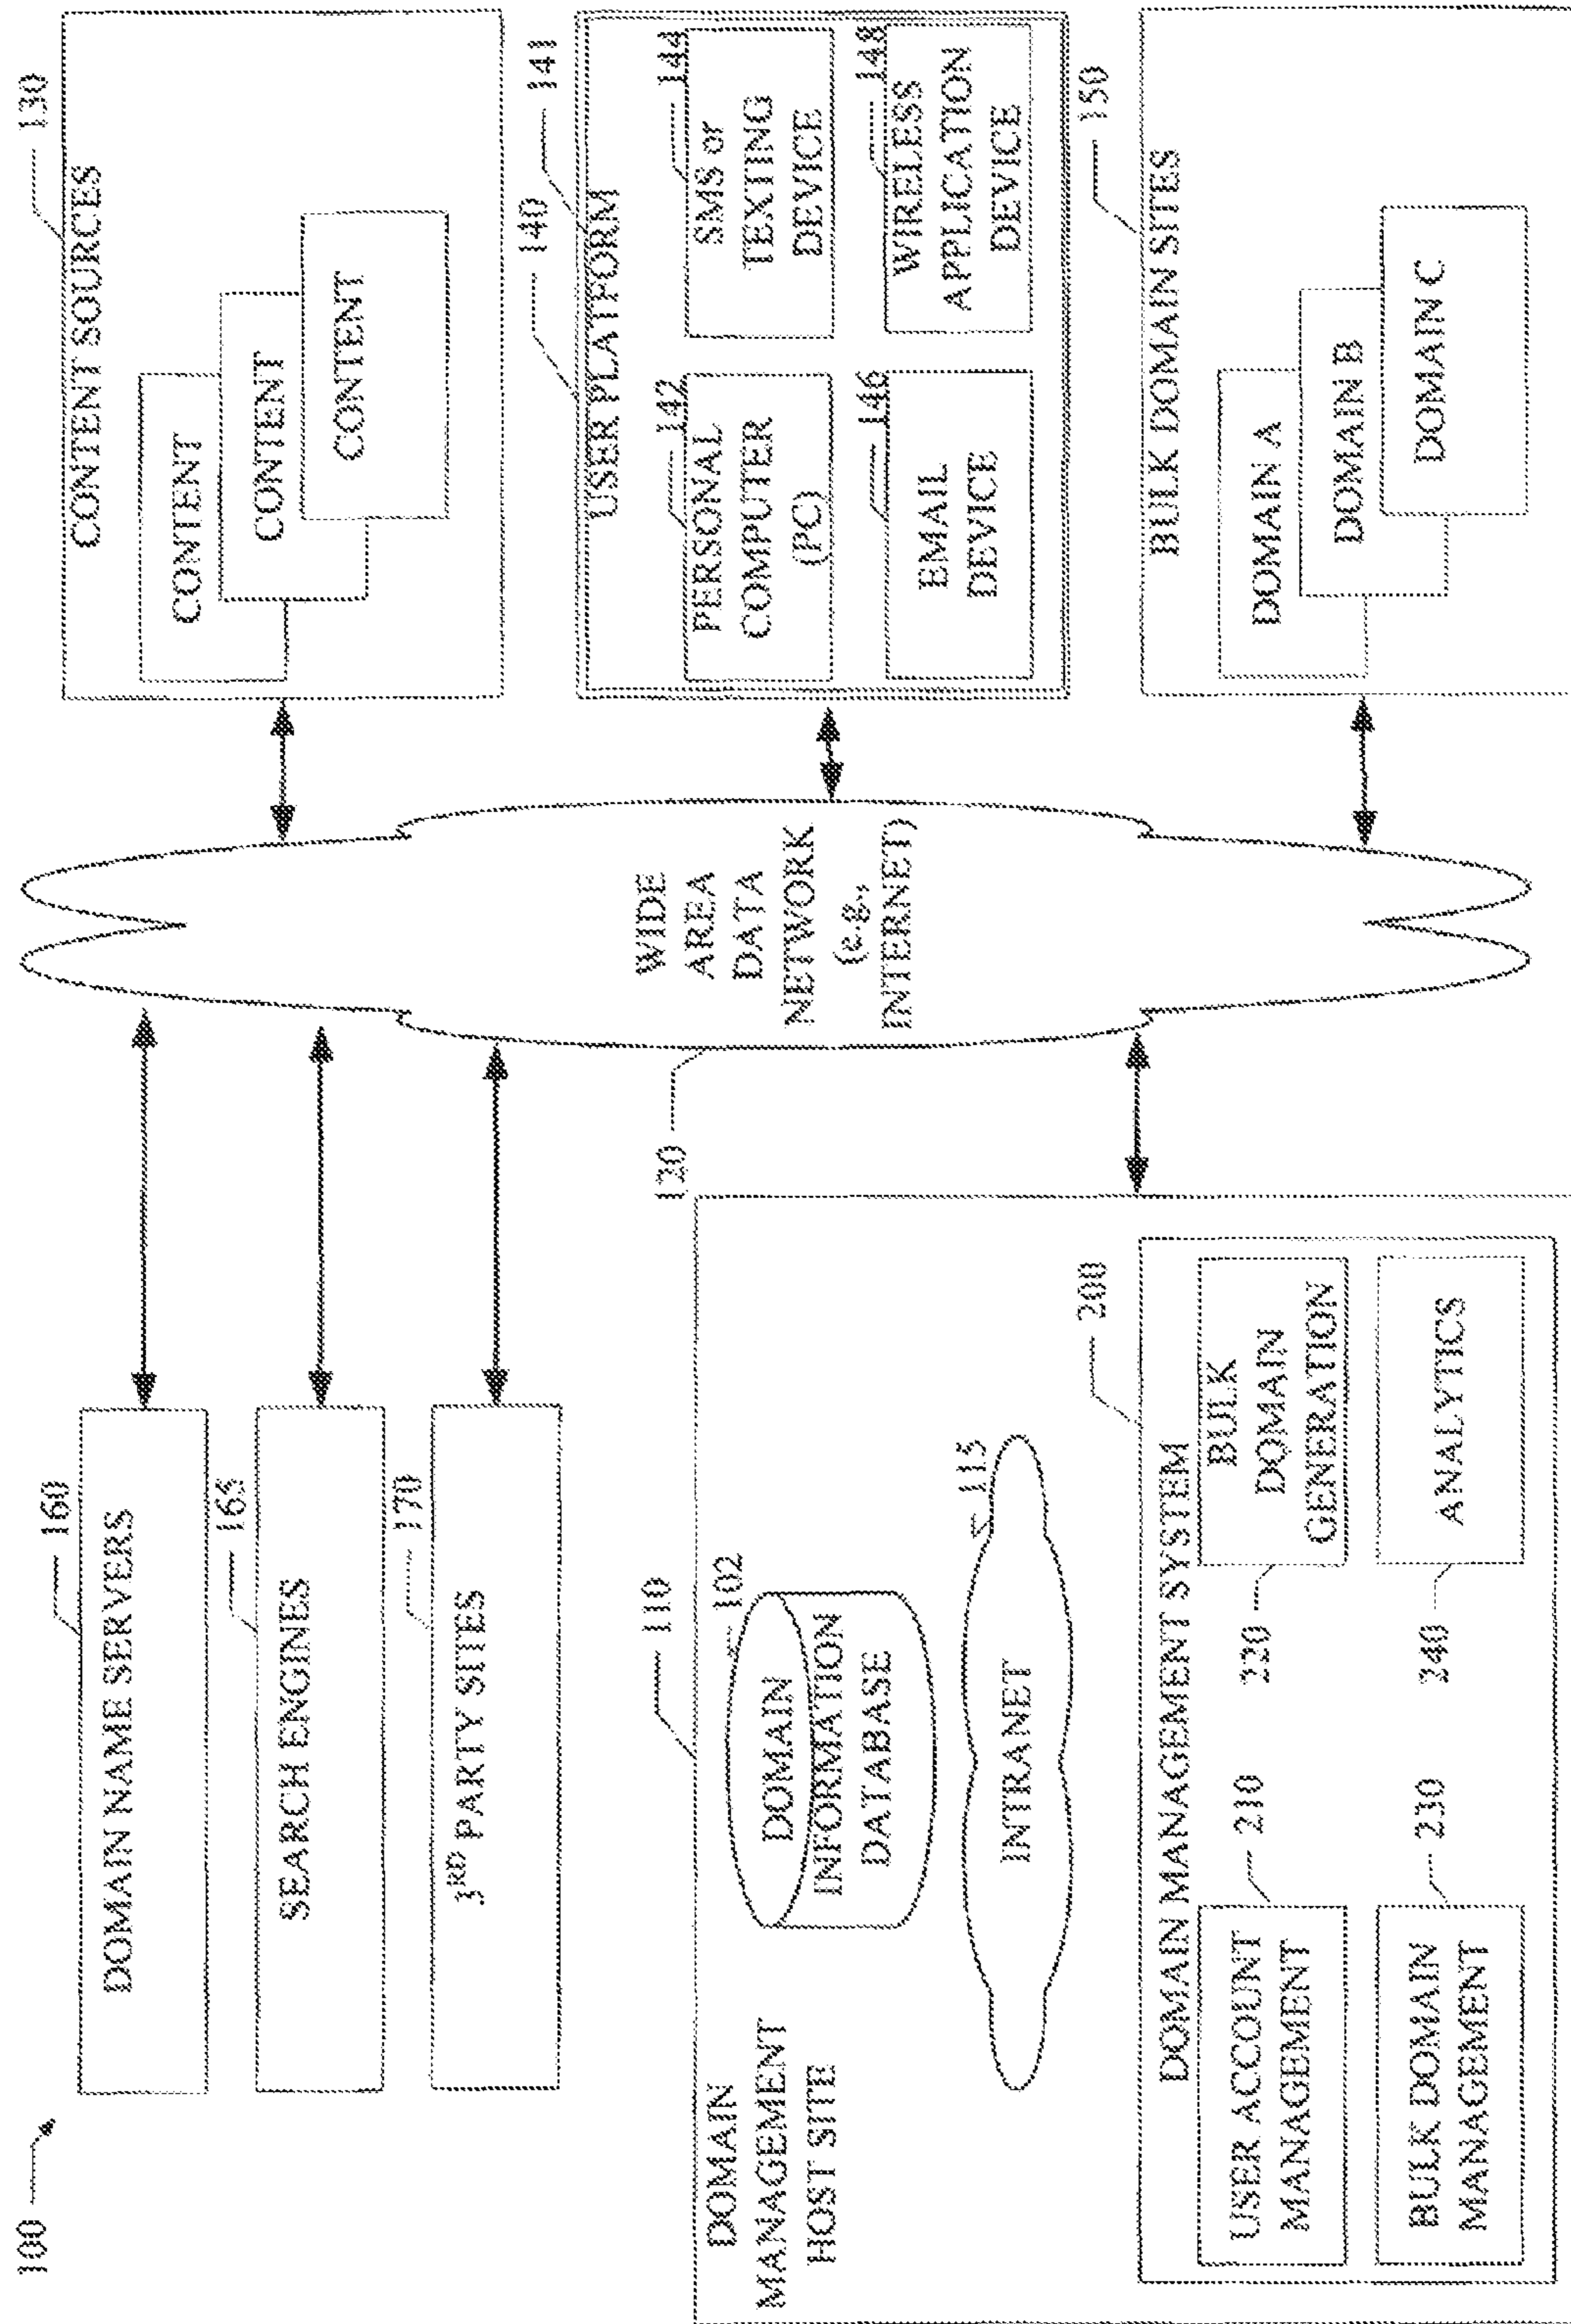 100
DOMAIN NAME SERVERS
160
SEARCH ENGINES
165
3RD PARTY SITES
170
DOMAIN
MANAGEMENT
HOST SITE
110
DOMAIN
INFORMATION
DATABASE
102
INTRANET
115
DOMAIN MANAGEMENT SYSTEM
200
USER ACCOUNT
MANAGEMENT
210
BULK
DOMAIN
GENERATION
220
BULK DOMAIN
MANAGEMENT
230
ANALYTICS
240
WIDE
AREA
DATA
NETWORK
(e.g.,
INTERNET)
120
CONTENT SOURCES
130
CONTENT
CONTENT
CONTENT
USER PLATFORM
140
141
PERSONAL
COMPUTER
(PC)
142
SMS or
TEXTING
DEVICE
144
EMAIL
DEVICE
146
WIRELESS
APPLICATION
DEVICE
148
BULK DOMAIN SITES
150
DOMAIN A
DOMAIN B
DOMAIN C